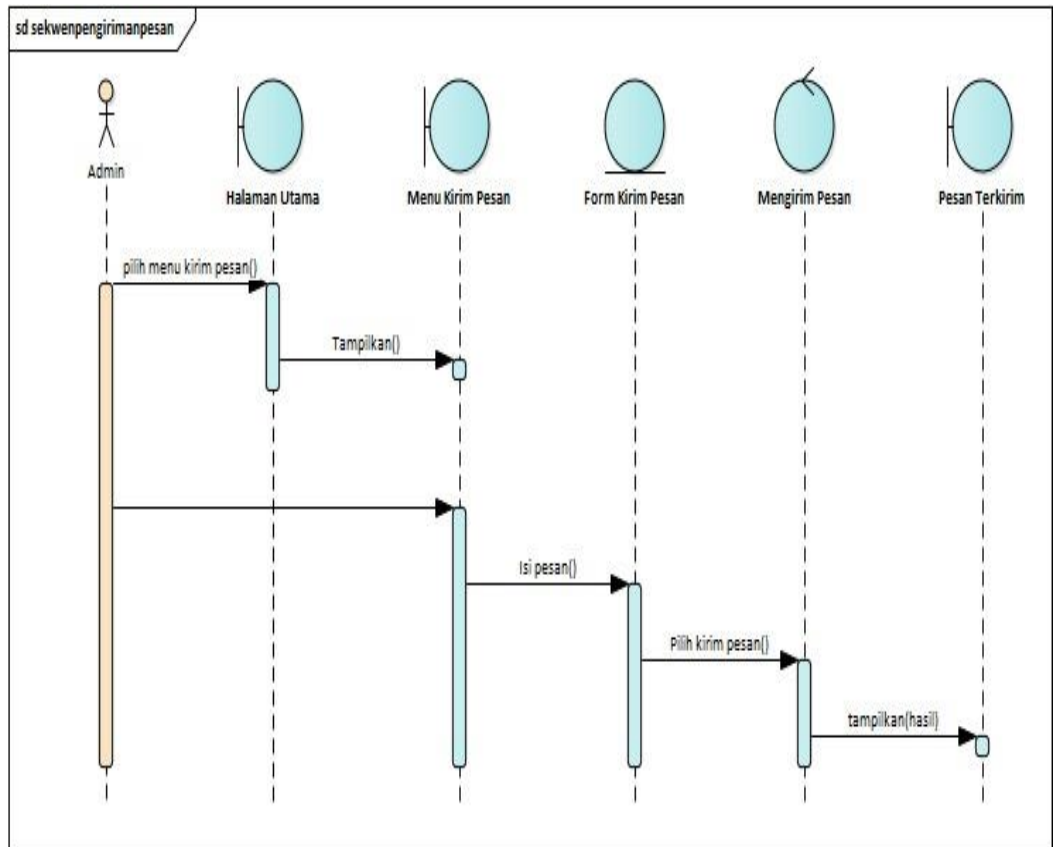 sd sekwenpengirimanpesan
Admin
Halaman Utama
Menu Kirim Pesan
Form Kirim Pesan
Mengirim Pesan
Pesan Terkirim
pilih menu kirim pesan()
Tampilkan()
Isi pesan()
Pilih kirim pesan()
tampilkan(hasil)